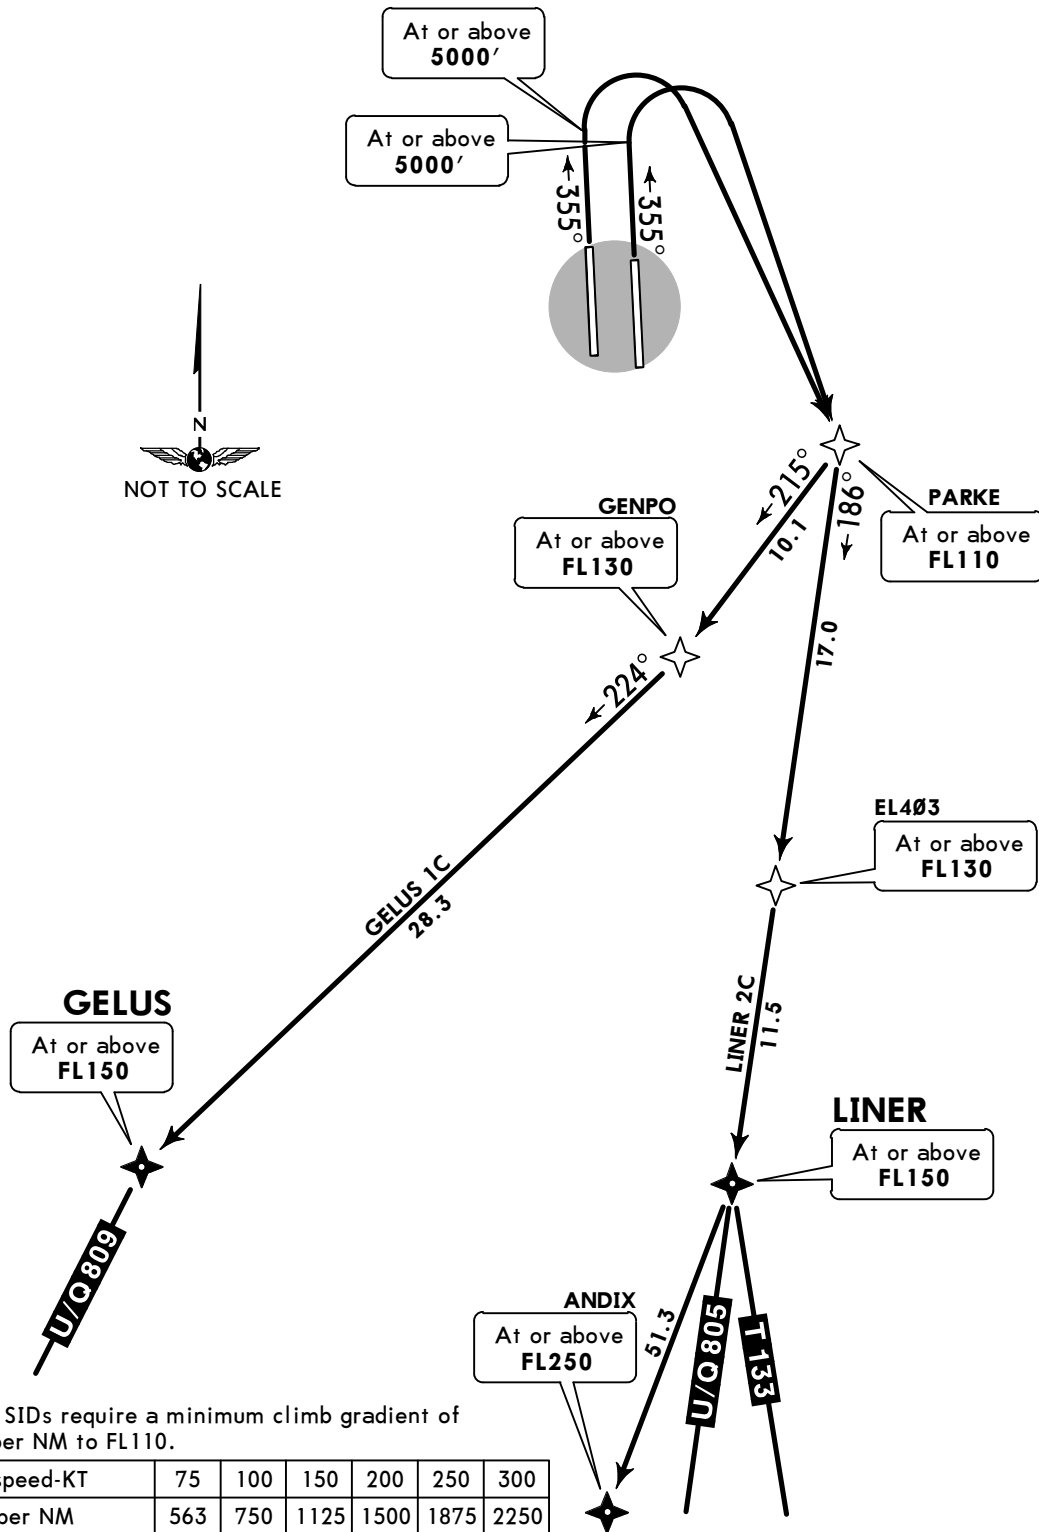 At or above
5000'
At or above
5000'
355°
355°
N
NOT TO SCALE
215°
10.1
186°
17.0
PARKE
At or above
FL110
GENPO
At or above
FL130
224°
GELUS 1C
28.3
EL4Ø3
At or above
FL130
LINER 2C
11.5
GELUS
At or above
FL150
U/Q 809
LINER
At or above
FL150
ANDIX
At or above
FL250
51.3
U/Q 805
T 133
SIDs require a minimum climb gradient of
per NM to FL110.
speed-KT 75 100 150 200 250 300
per NM 563 750 1125 1500 1875 2250